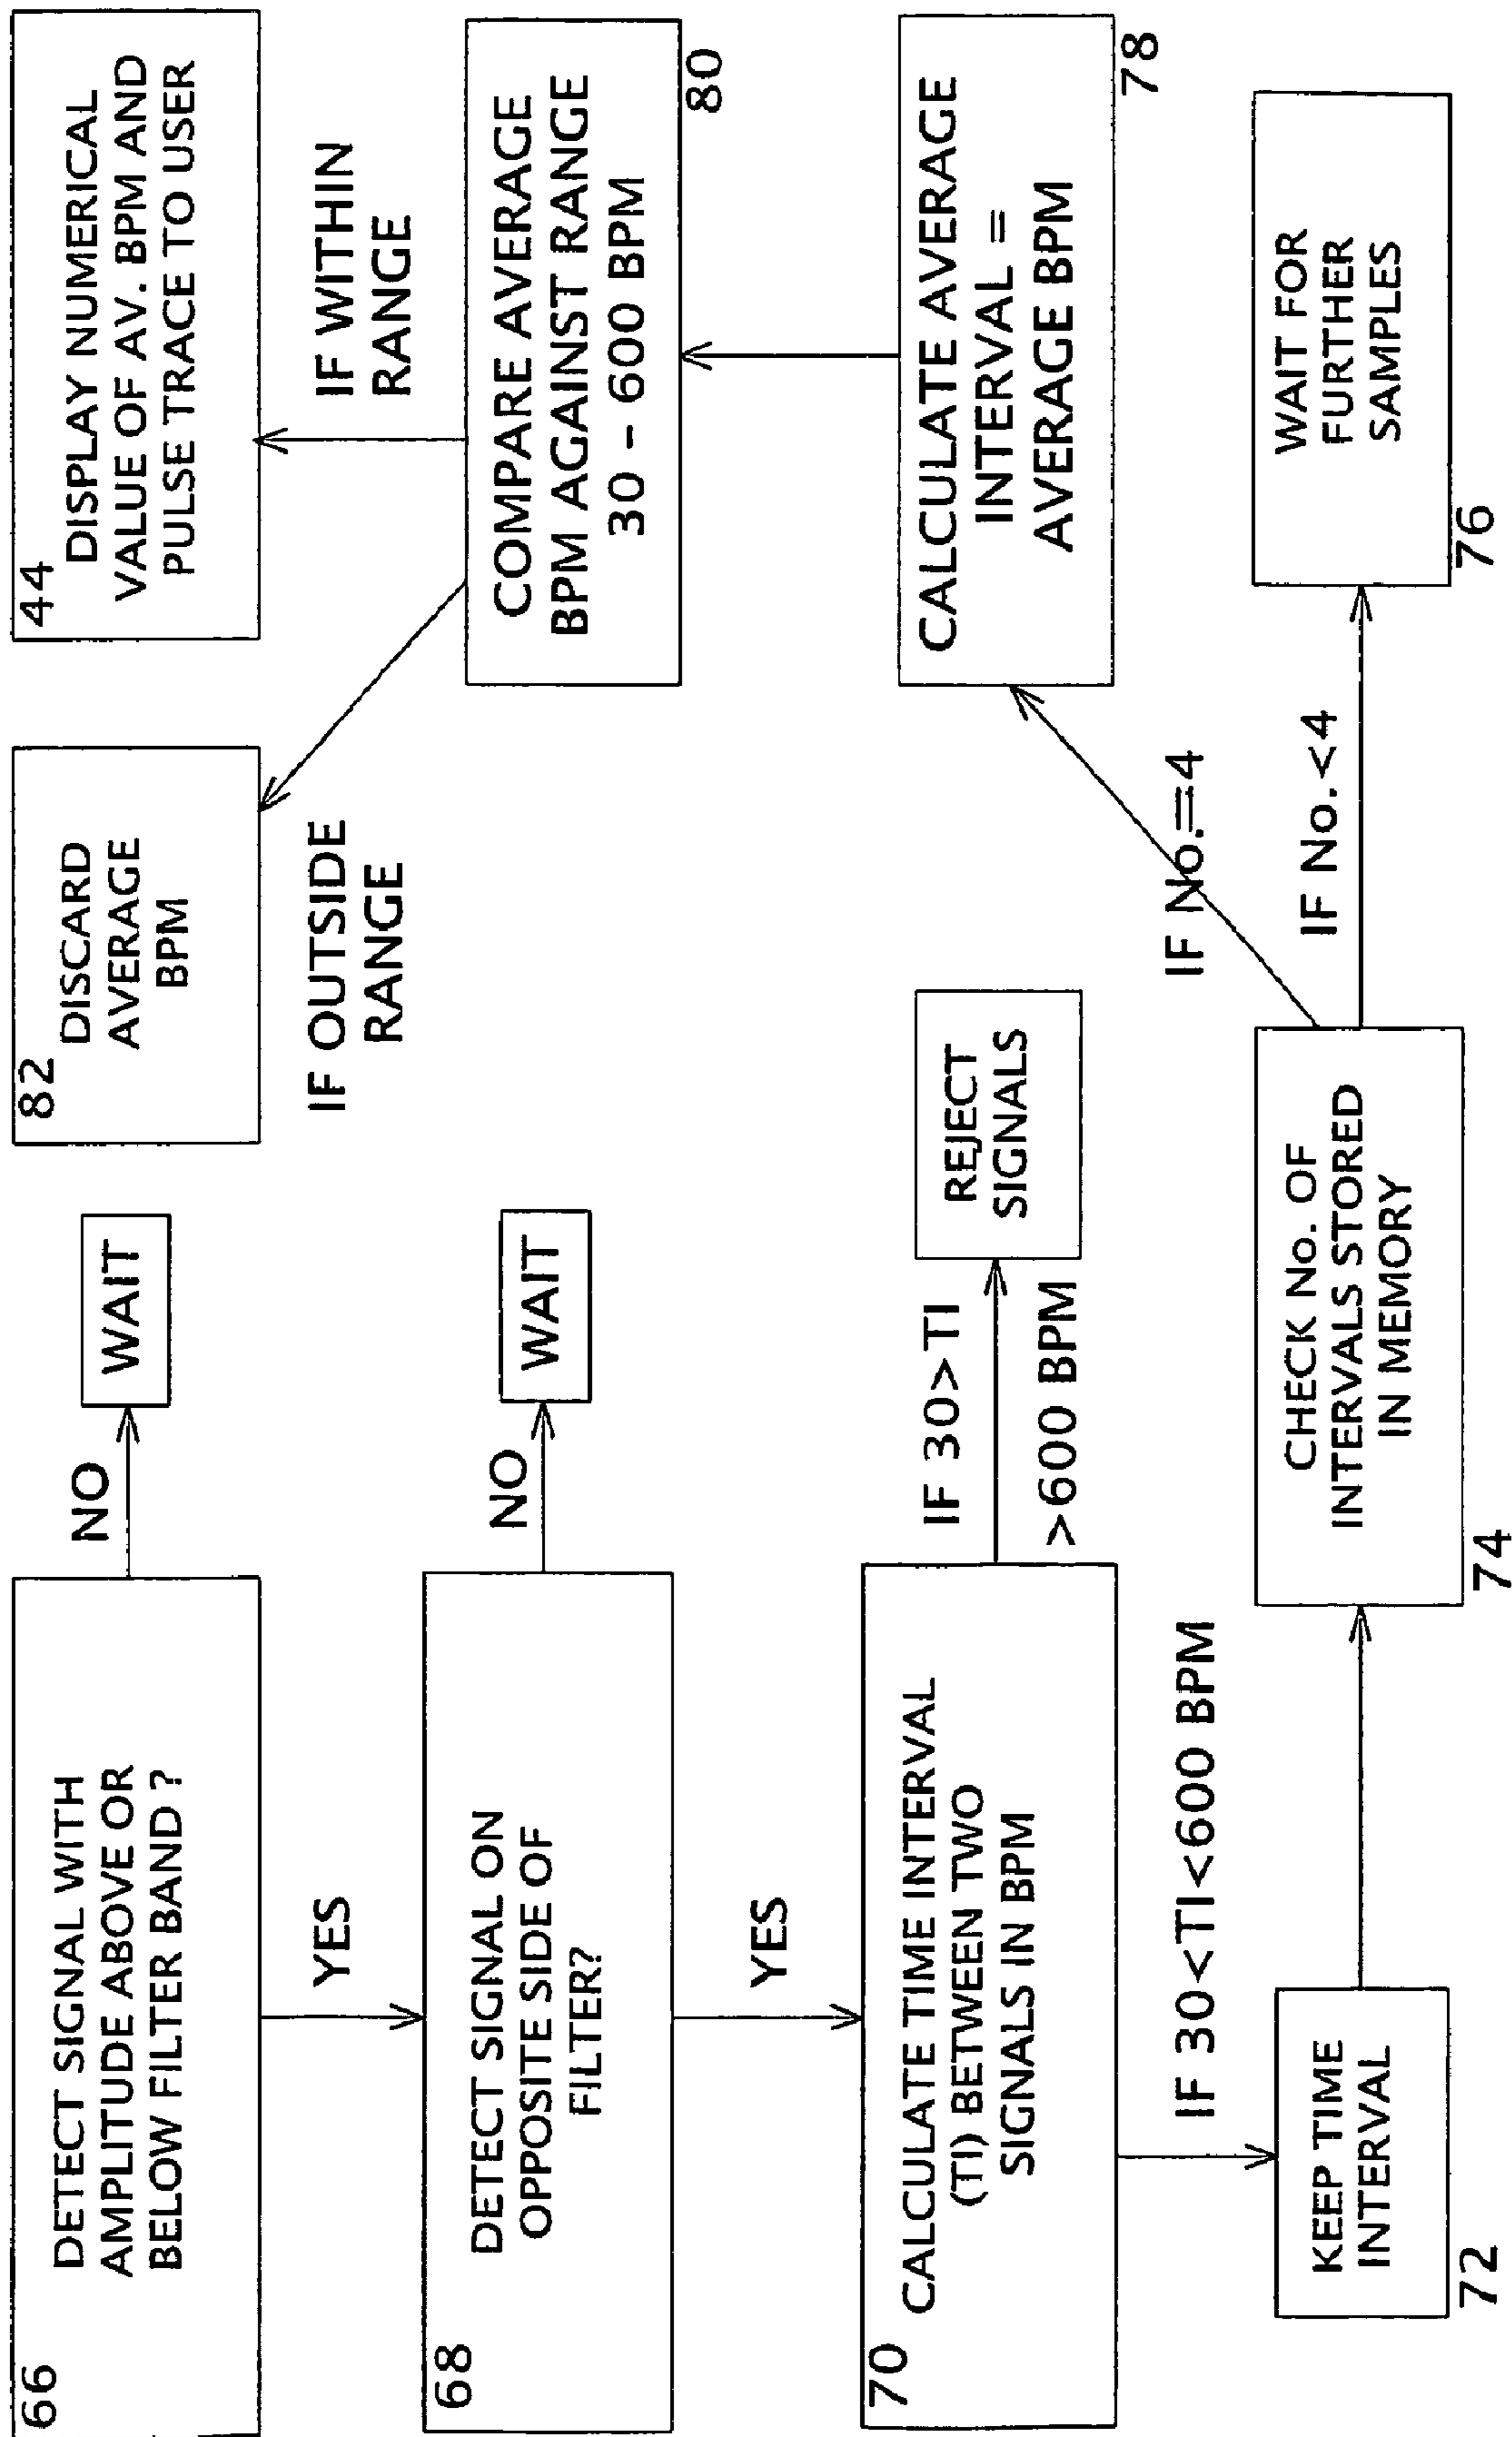 66
DETECT SIGNAL WITH
AMPLITUDE ABOVE OR
BELOW FILTER BAND ?
NO
WAIT
YES
68
DETECT SIGNAL ON
OPPOSITE SIDE OF
FILTER?
NO
WAIT
YES
70
CALCULATE TIME INTERVAL
(TI) BETWEEN TWO
SIGNALS IN BPM
IF 30>TI
>600 BPM
REJECT
SIGNALS
IF 30<TI<600 BPM
KEEP TIME
INTERVAL
72
CHECK No. OF
INTERVALS STORED
IN MEMORY
74
IF No.<4
WAIT FOR
FURTHER
SAMPLES
76
IF No.=4
CALCULATE AVERAGE
INTERVAL =
AVERAGE BPM
78
COMPARE AVERAGE
BPM AGAINST RANGE
30 – 600 BPM
80
IF OUTSIDE
RANGE
82
DISCARD
AVERAGE
BPM
IF WITHIN
RANGE
44
DISPLAY NUMERICAL
VALUE OF AV. BPM AND
PULSE TRACE TO USER